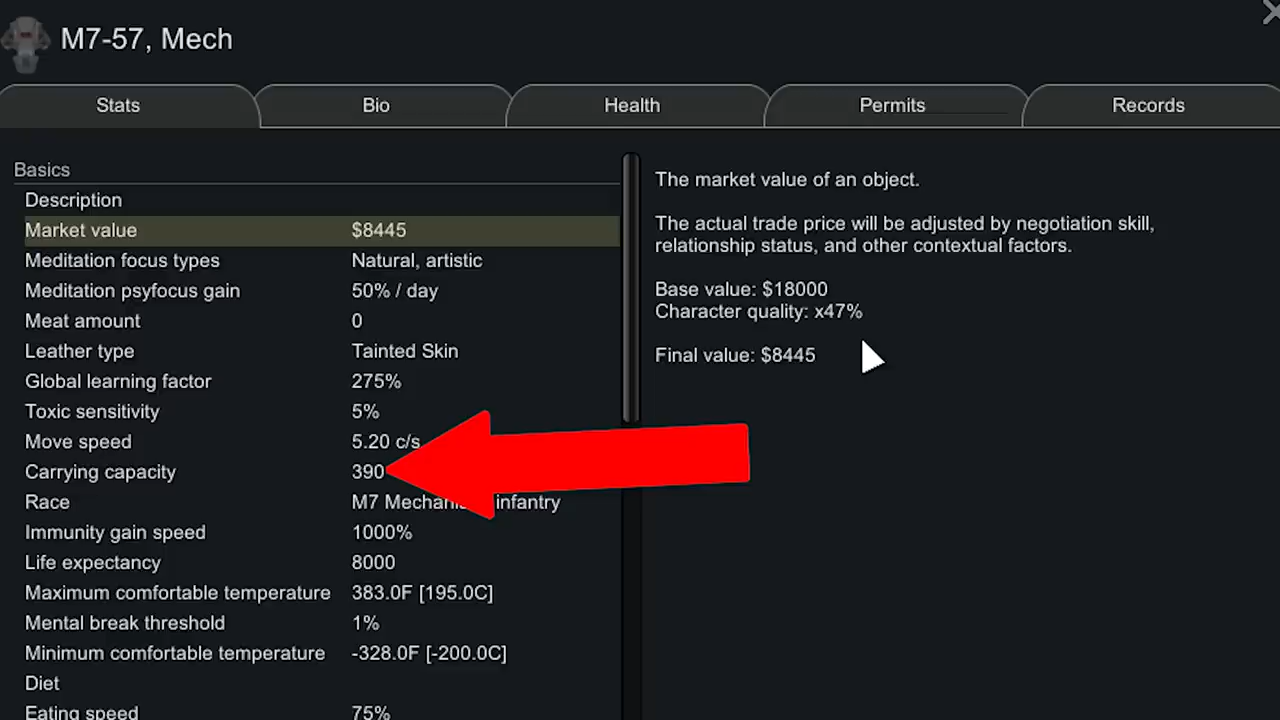 M7-57, Mech
Stats
Bio
Health
Permits
Records
Basics
Description
Market value $8445
Meditation focus types Natural, artistic
Meditation psyfocus gain 50% / day
Meat amount 0
Leather type Tainted Skin
Global learning factor 275%
Toxic sensitivity 5%
Move speed 5.20 c/s
Carrying capacity 390
Race M7 infantry
Immunity gain speed 1000%
Life expectancy 8000
Maximum comfortable temperature 383.0F [195.0C]
Mental break threshold 1%
Minimum comfortable temperature -328.0F [-200.0C]
Diet
Eating speed 75%
The market value of an object.
The actual trade price will be adjusted by negotiation skill,
relationship status, and other contextual factors.
Base value: $18000
Character quality: x47%
Final value: $8445